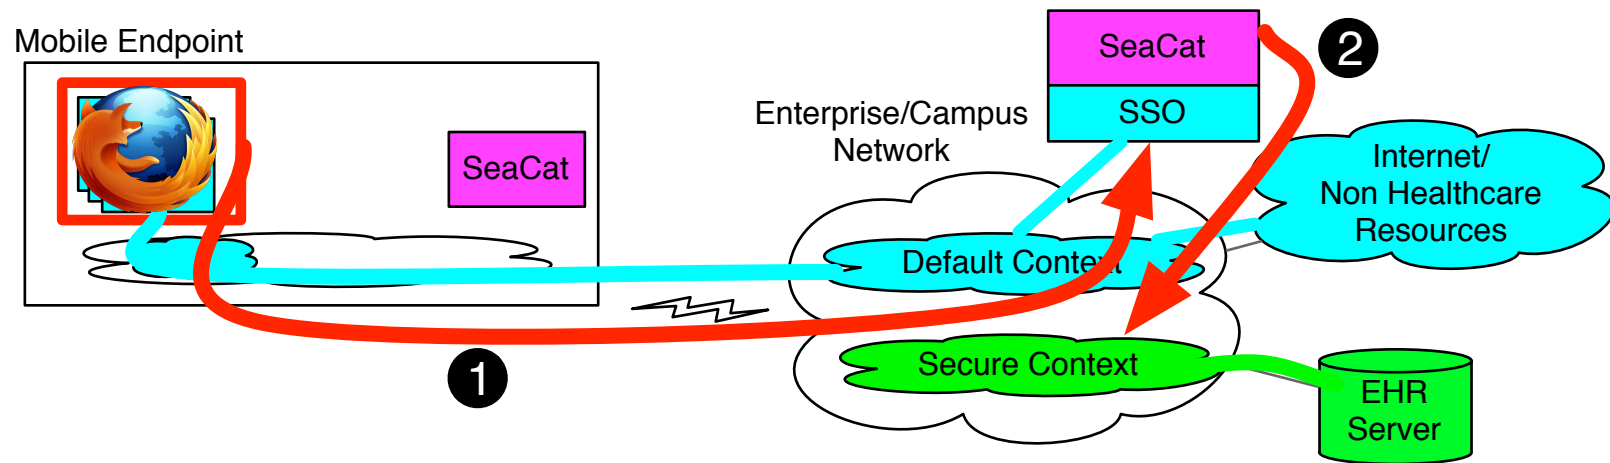 Mobile Endpoint
SeaCat
1
Enterprise/Campus
Network
SeaCat
SSO
2
Internet/
Non Healthcare
Resources
Default Context
Secure Context
EHR
Server